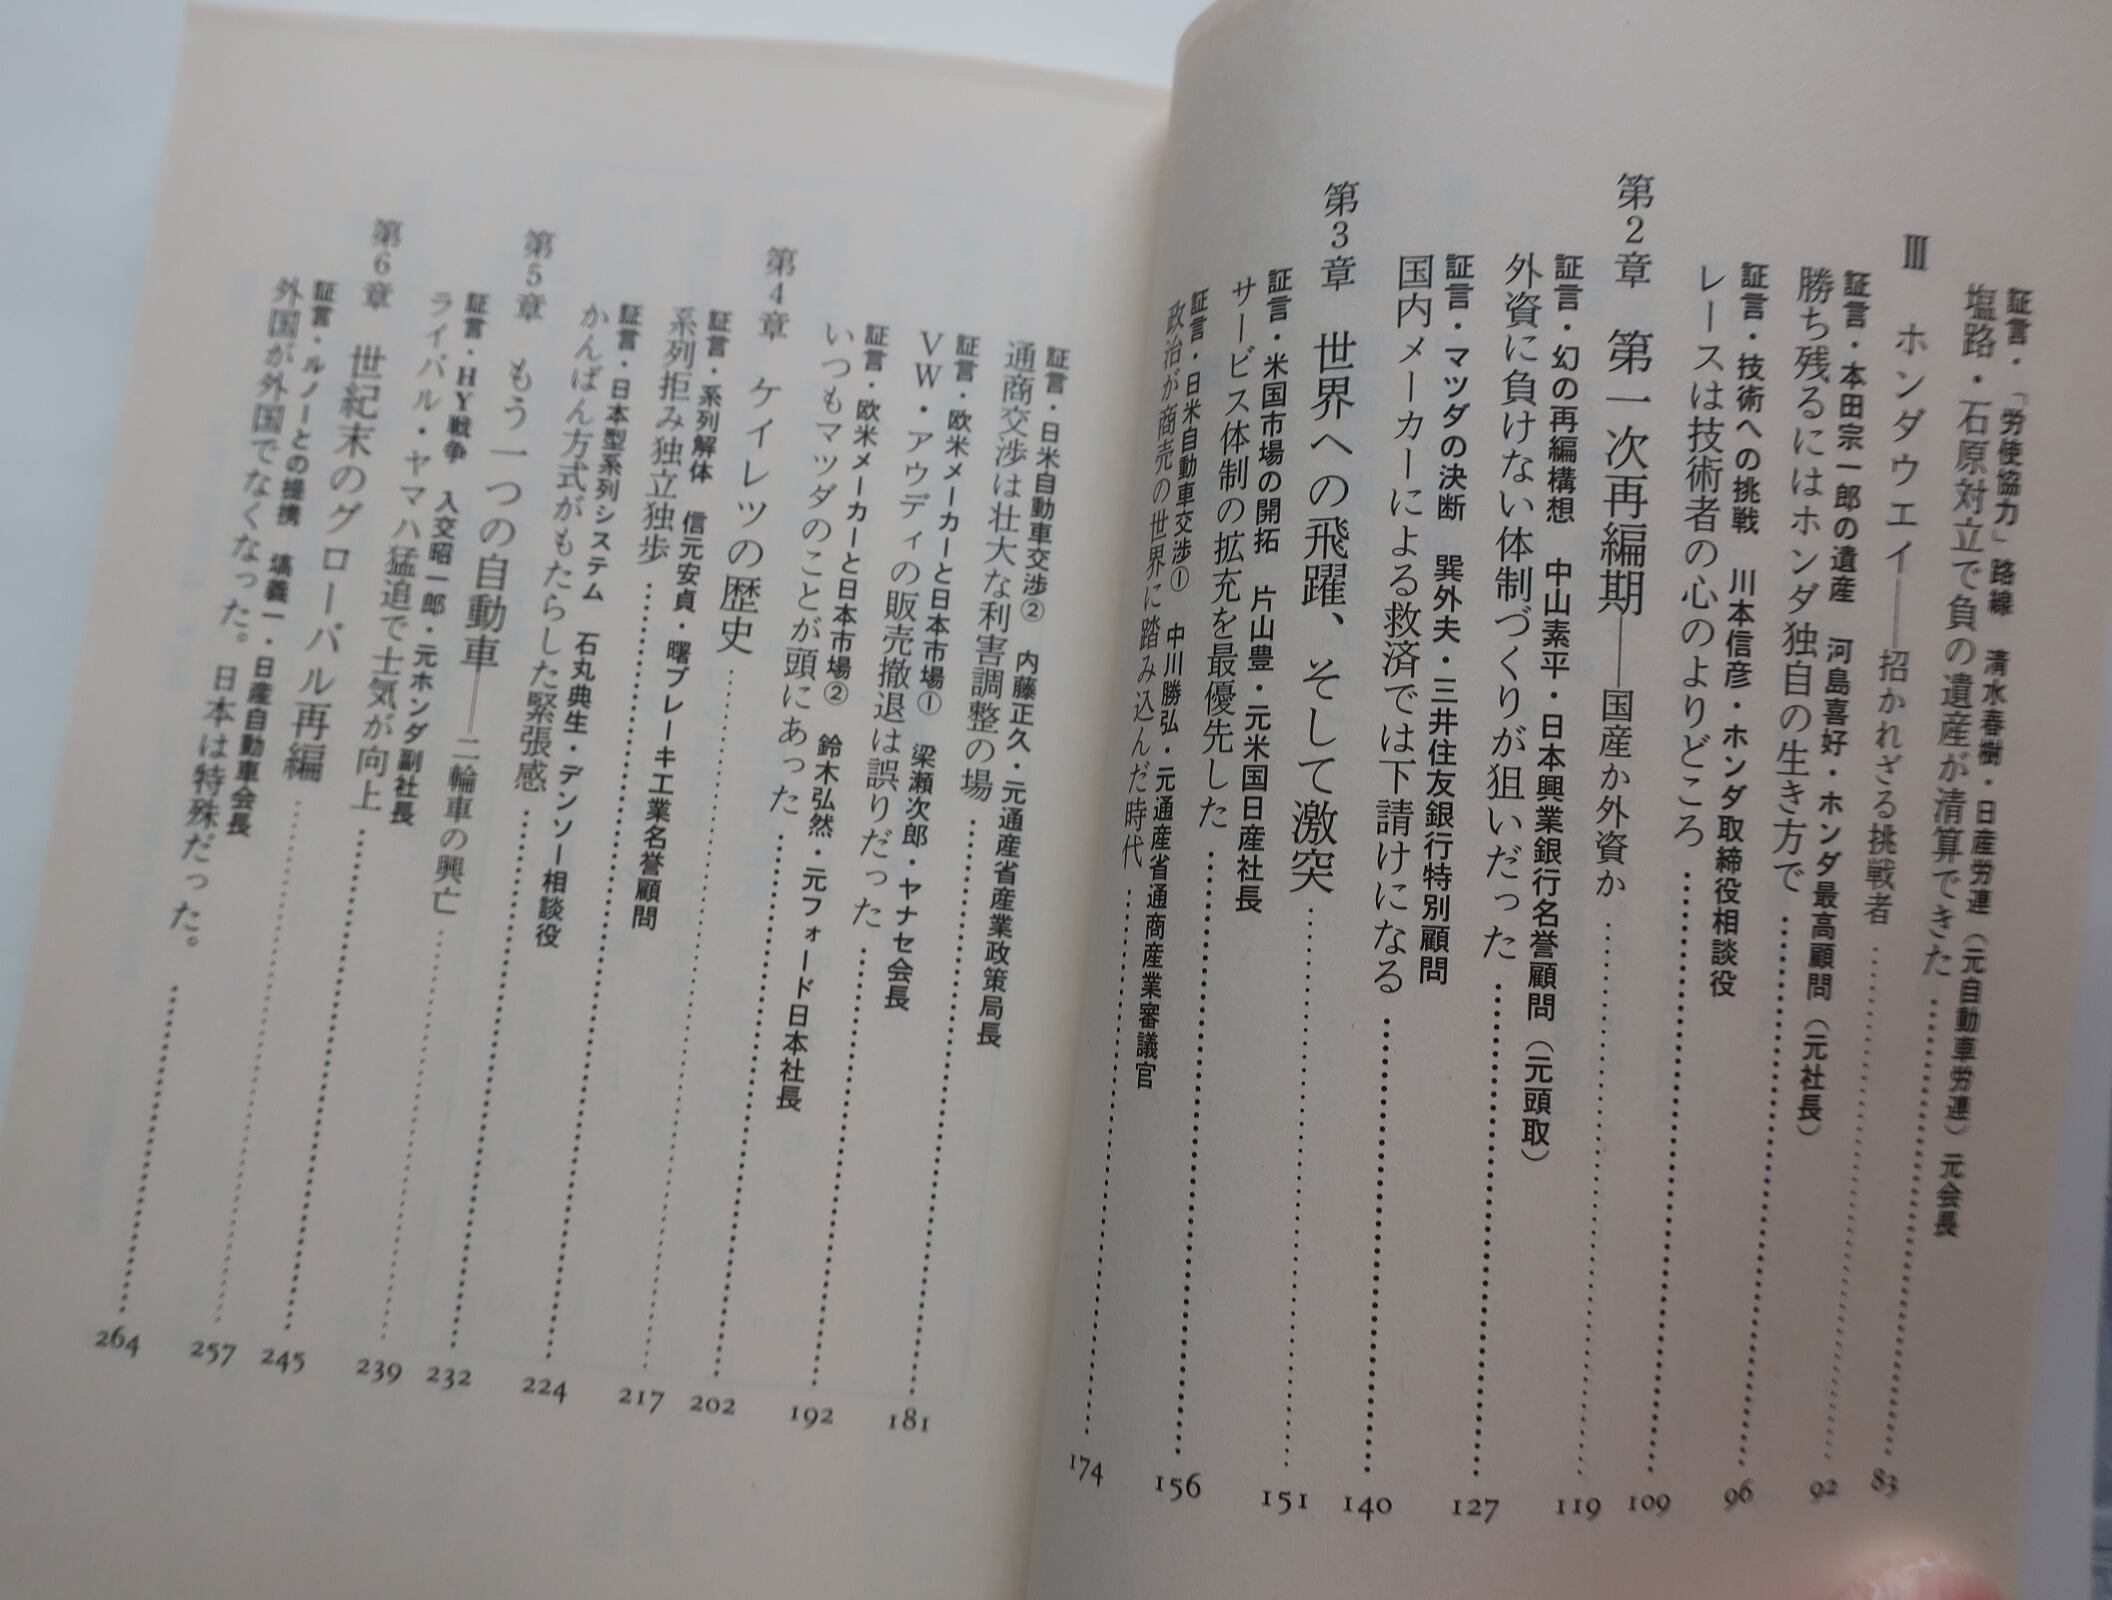 証言・「労使協力」路線　清水春樹・日産労連（元自動車労連）元会長
塩路・石原対立で負の遺産が清算できた……83
Ⅲ　ホンダウエイ――招かれざる挑戦者……92
証言・本田宗一郎の遺産　河島喜好・ホンダ最高顧問（元社長）
勝ち残るにはホンダ独自の生き方で……96
証言・技術への挑戦　川本信彦・ホンダ取締役相談役
レースは技術者の心のよりどころ……109
第2章　第一次再編期――国産か外資か……119
証言・幻の再編構想　中山素平・日本興業銀行名誉顧問（元頭取）
外資に負けない体制づくりが狙いだった……127
証言・マツダの決断　巽外夫・三井住友銀行特別顧問
国内メーカーによる救済では下請けになる……140
第3章　世界への飛躍、そして激突……151
証言・米国市場の開拓　片山豊・元米国日産社長
サービス体制の拡充を最優先した……156
証言・日米自動車交渉①　中川勝弘・元通産省通商産業審議官
政治が商売の世界に踏み込んだ時代……174
証言・日米自動車交渉②　内藤正久・元通産省産業政策局長
通商交渉は壮大な利害調整の場……181
証言・欧米メーカーと日本市場①　梁瀬次郎・ヤナセ会長
VW・アウディの販売撤退は誤りだった……192
証言・欧米メーカーと日本市場②　鈴木弘然・元フォード日本社長
いつもマツダのことが頭にあった……202
第4章　ケイレツの歴史……217
証言・系列解体　信元安貞・曙ブレーキ工業名誉顧問
系列拒み独立独歩……224
証言・日本型系列システム　石丸典生・デンソー相談役
かんばん方式がもたらした緊張感……232
第5章　もう一つの自動車――二輪車の興亡……239
証言・HY戦争　入交昭一郎・元ホンダ副社長
ライバル・ヤマハ猛追で士気が向上……245
第6章　世紀末のグローバル再編……257
証言・ルノーとの提携　塙義一・日産自動車会長
外国が外国でなくなった。日本は特殊だった。……264